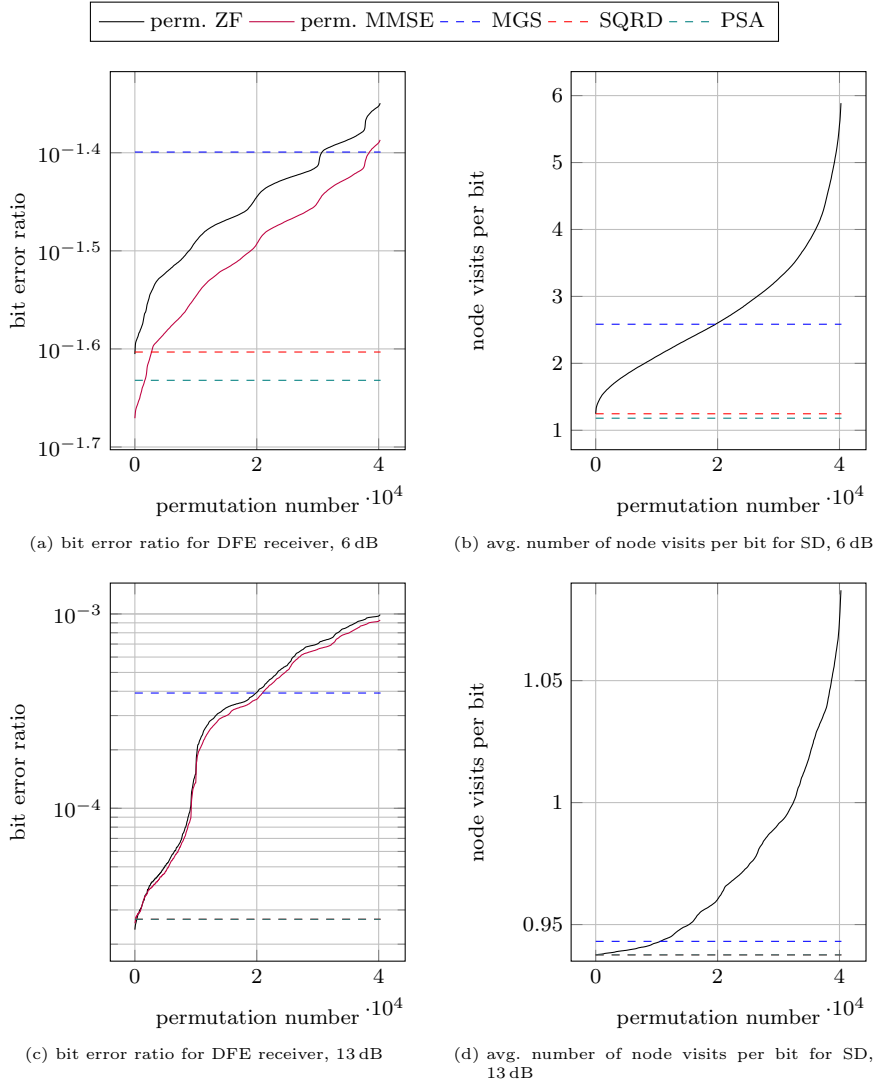 perm. ZF perm. MMSE MGS SQRD PSA
10^−1.4
10^−1.5
10^−1.6
10^−1.7
bit error ratio
0 2 4
·10^4
permutation number
(a) bit error ratio for DFE receiver, 6 dB
6
5
4
3
2
1
node visits per bit
0 2 4
·10^4
permutation number
(b) avg. number of node visits per bit for SD, 6 dB
10^−3
10^−4
bit error ratio
0 2 4
·10^4
permutation number
(c) bit error ratio for DFE receiver, 13 dB
1.05
1
0.95
node visits per bit
0 2 4
·10^4
permutation number
(d) avg. number of node visits per bit for SD,
13 dB